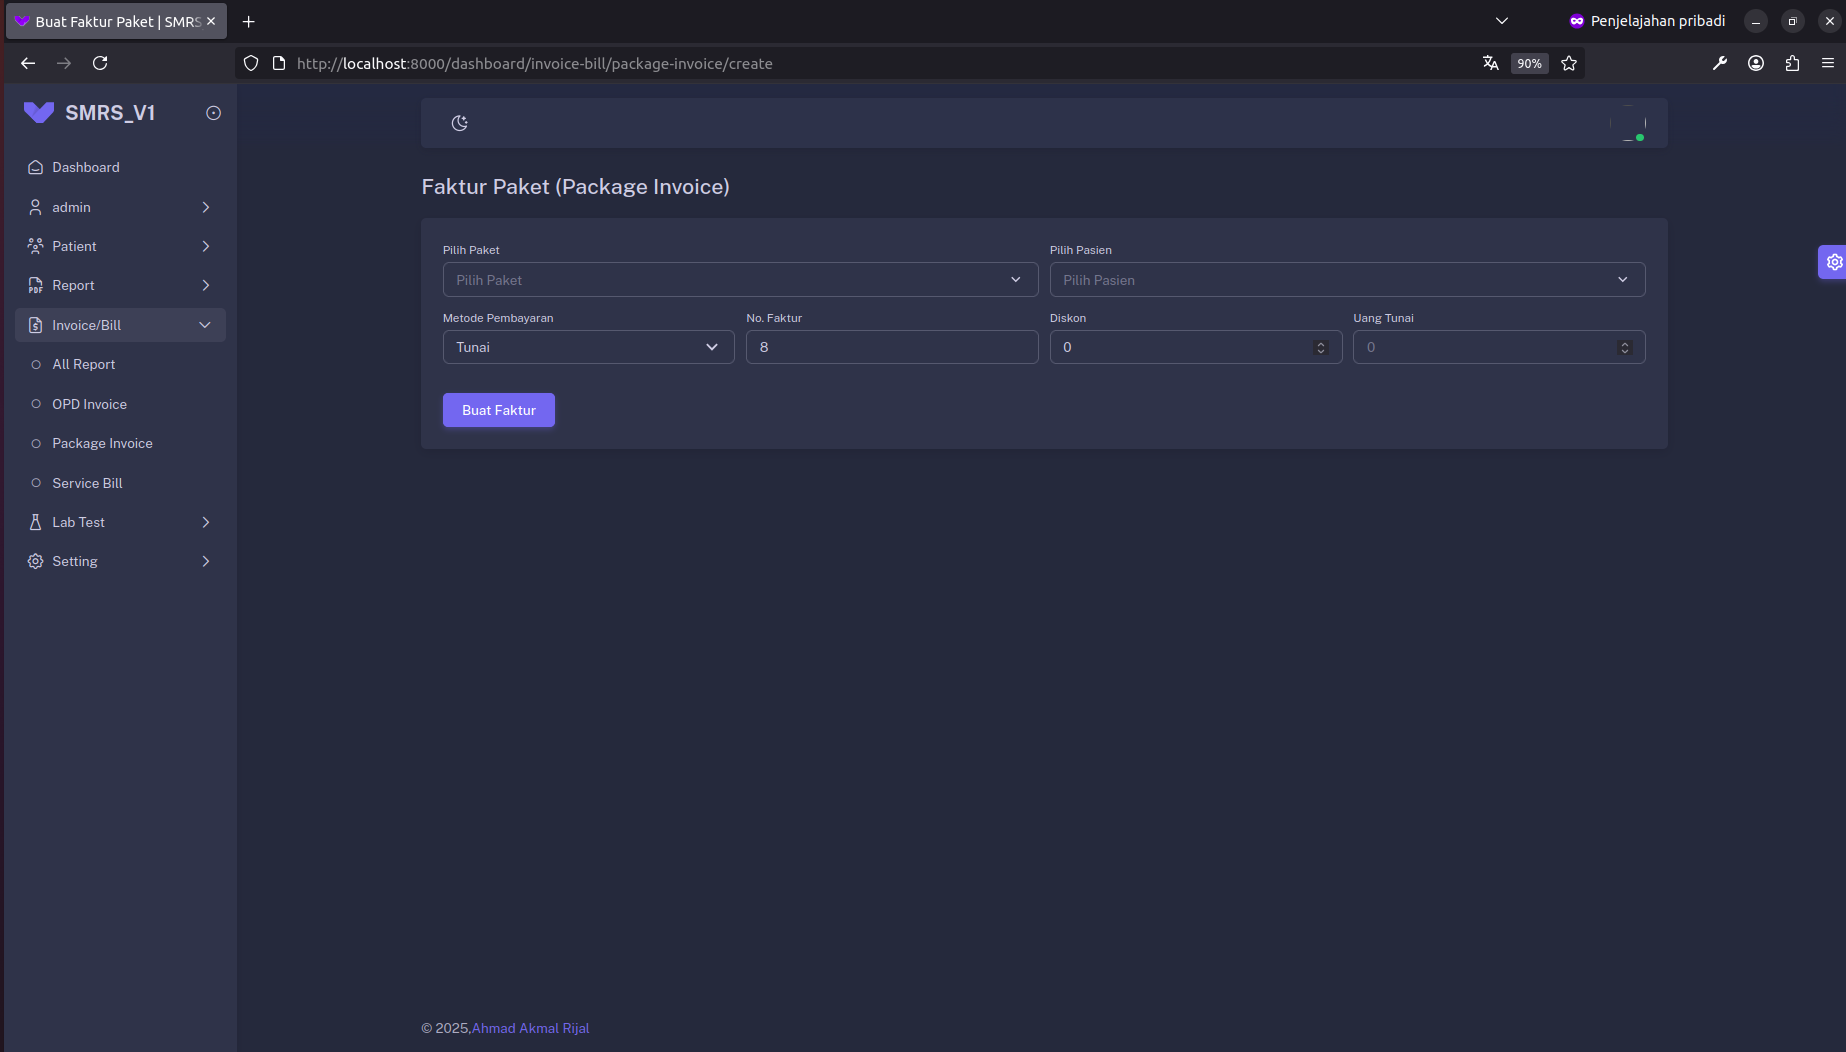 Buat Faktur Paket | SMRS
Penjelajahan pribadi
http://localhost:8000/dashboard/invoice-bill/package-invoice/create
90%
SMRS_V1
Dashboard
admin
Patient
Report
Invoice/Bill
All Report
OPD Invoice
Package Invoice
Service Bill
Lab Test
Setting
Faktur Paket (Package Invoice)
Pilih Paket
Pilih Pasien
Pilih Paket
Pilih Pasien
Metode Pembayaran
No. Faktur
Diskon
Uang Tunai
Tunai
8
0
0
Buat Faktur
© 2025,Ahmad Akmal Rijal